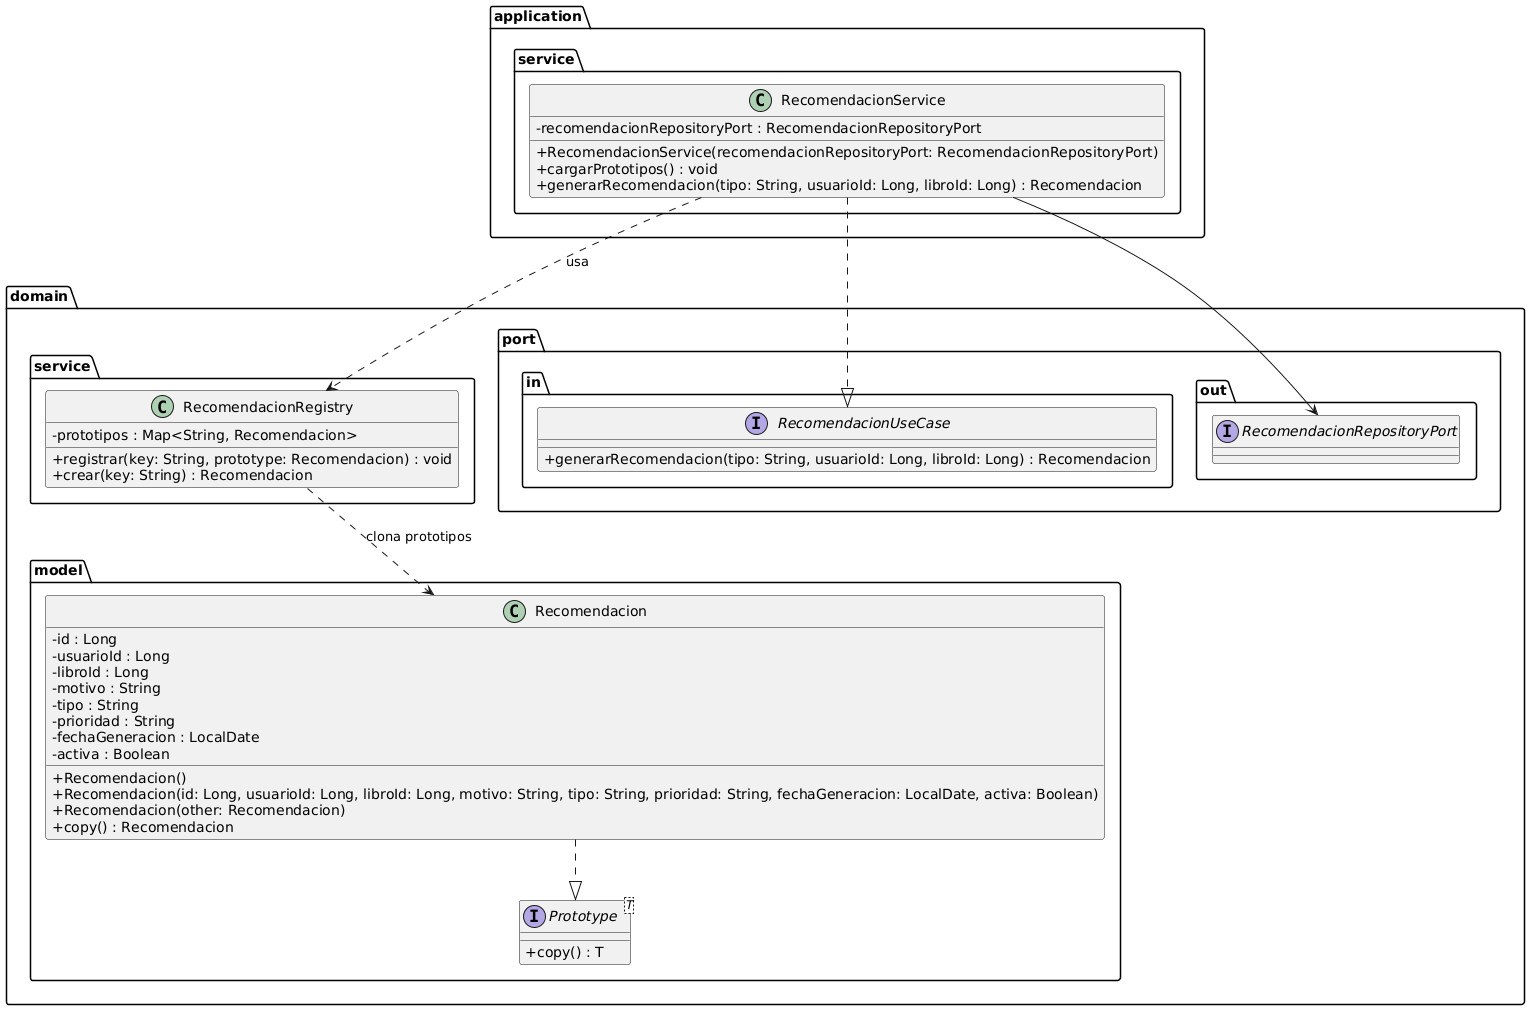 application
service
C RecomendacionService
-recomendacionRepositoryPort : RecomendacionRepositoryPort
+RecomendacionService(recomendacionRepositoryPort: RecomendacionRepositoryPort)
+cargarPrototipos() : void
+generarRecomendacion(tipo: String, usuarioId: Long, libroId: Long) : Recomendacion
usa
domain
port
service
in
out
C RecomendacionRegistry
-prototipos : Map<String, Recomendacion>
+registrar(key: String, prototype: Recomendacion) : void
+crear(key: String) : Recomendacion
I RecomendacionUseCase
+generarRecomendacion(tipo: String, usuarioId: Long, libroId: Long) : Recomendacion
I RecomendacionRepositoryPort
clona prototipos
model
C Recomendacion
-id : Long
-usuarioId : Long
-libroId : Long
-motivo : String
-tipo : String
-prioridad : String
-fechaGeneracion : LocalDate
-activa : Boolean
+Recomendacion()
+Recomendacion(id: Long, usuarioId: Long, libroId: Long, motivo: String, tipo: String, prioridad: String, fechaGeneracion: LocalDate, activa: Boolean)
+Recomendacion(other: Recomendacion)
+copy() : Recomendacion
I Prototype T
+copy() : T